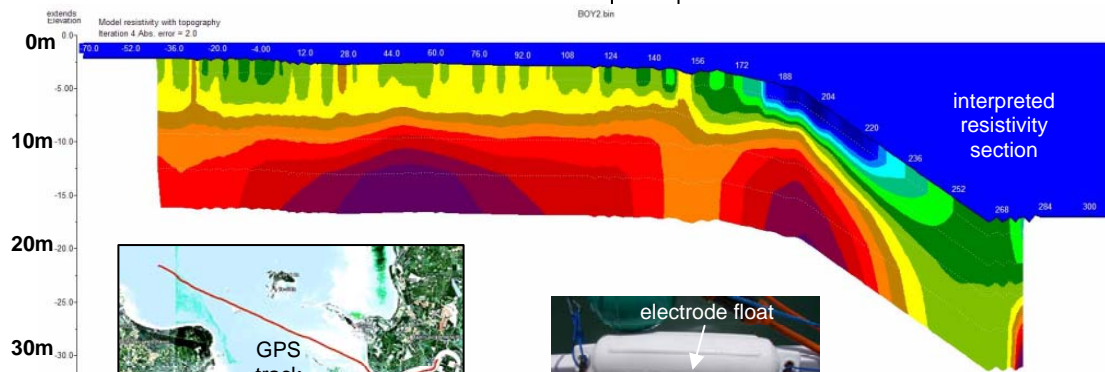 extends
Elevation
Model resistivity with topography
Iteration 4 Abs. error = 2.0
BOY2.bin
0m
0.0
-70.0 -52.0 -36.0 -20.0 -4.00 12.0 28.0 44.0 60.0 76.0 92.0 108 124 140 156 172 188 204 220 236 252 268 284 300
-5.00
10m
-10.0
-15.0
20m
-20.0
-25.0
30m
-30.0
interpreted
resistivity
section
GPS
electrode float